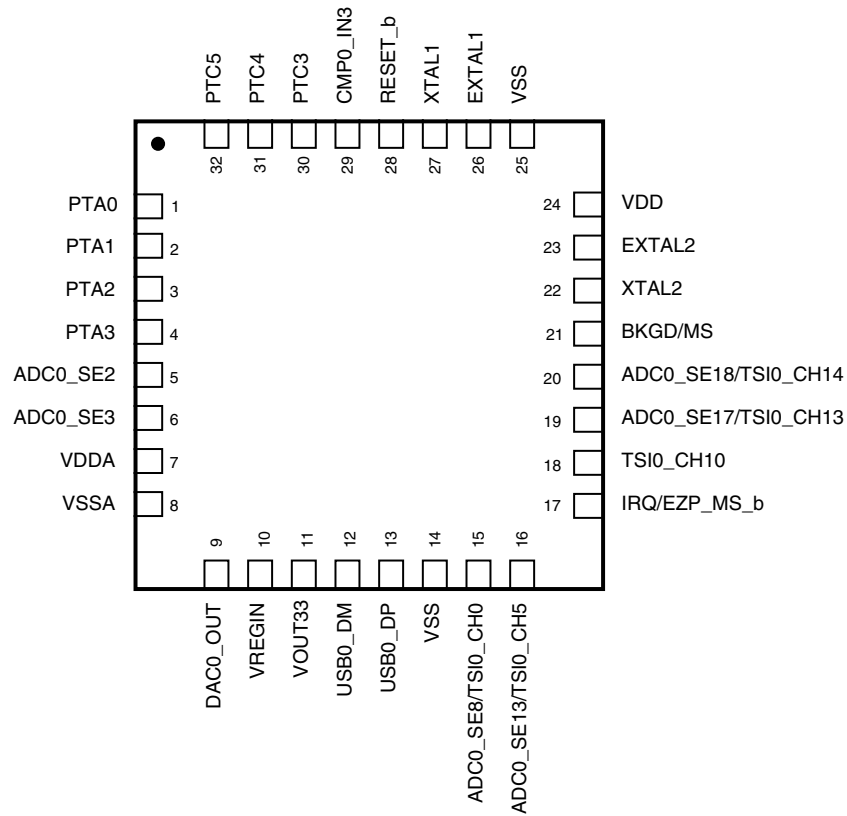 PTC5
PTC4
PTC3
CMP0_IN3
RESET_b
XTAL1
EXTAL1
VSS
32
31
30
29
28
27
26
25
PTA0 1
PTA1 2
PTA2 3
PTA3 4
ADC0_SE2 5
ADC0_SE3 6
VDDA 7
VSSA 8
24 VDD
23 EXTAL2
22 XTAL2
21 BKGD/MS
20 ADC0_SE18/TSI0_CH14
19 ADC0_SE17/TSI0_CH13
18 TSI0_CH10
17 IRQ/EZP_MS_b
9
10
11
12
13
14
15
16
DAC0_OUT
VREGIN
VOUT33
USB0_DM
USB0_DP
VSS
ADC0_SE8/TSI0_CH0
ADC0_SE13/TSI0_CH5